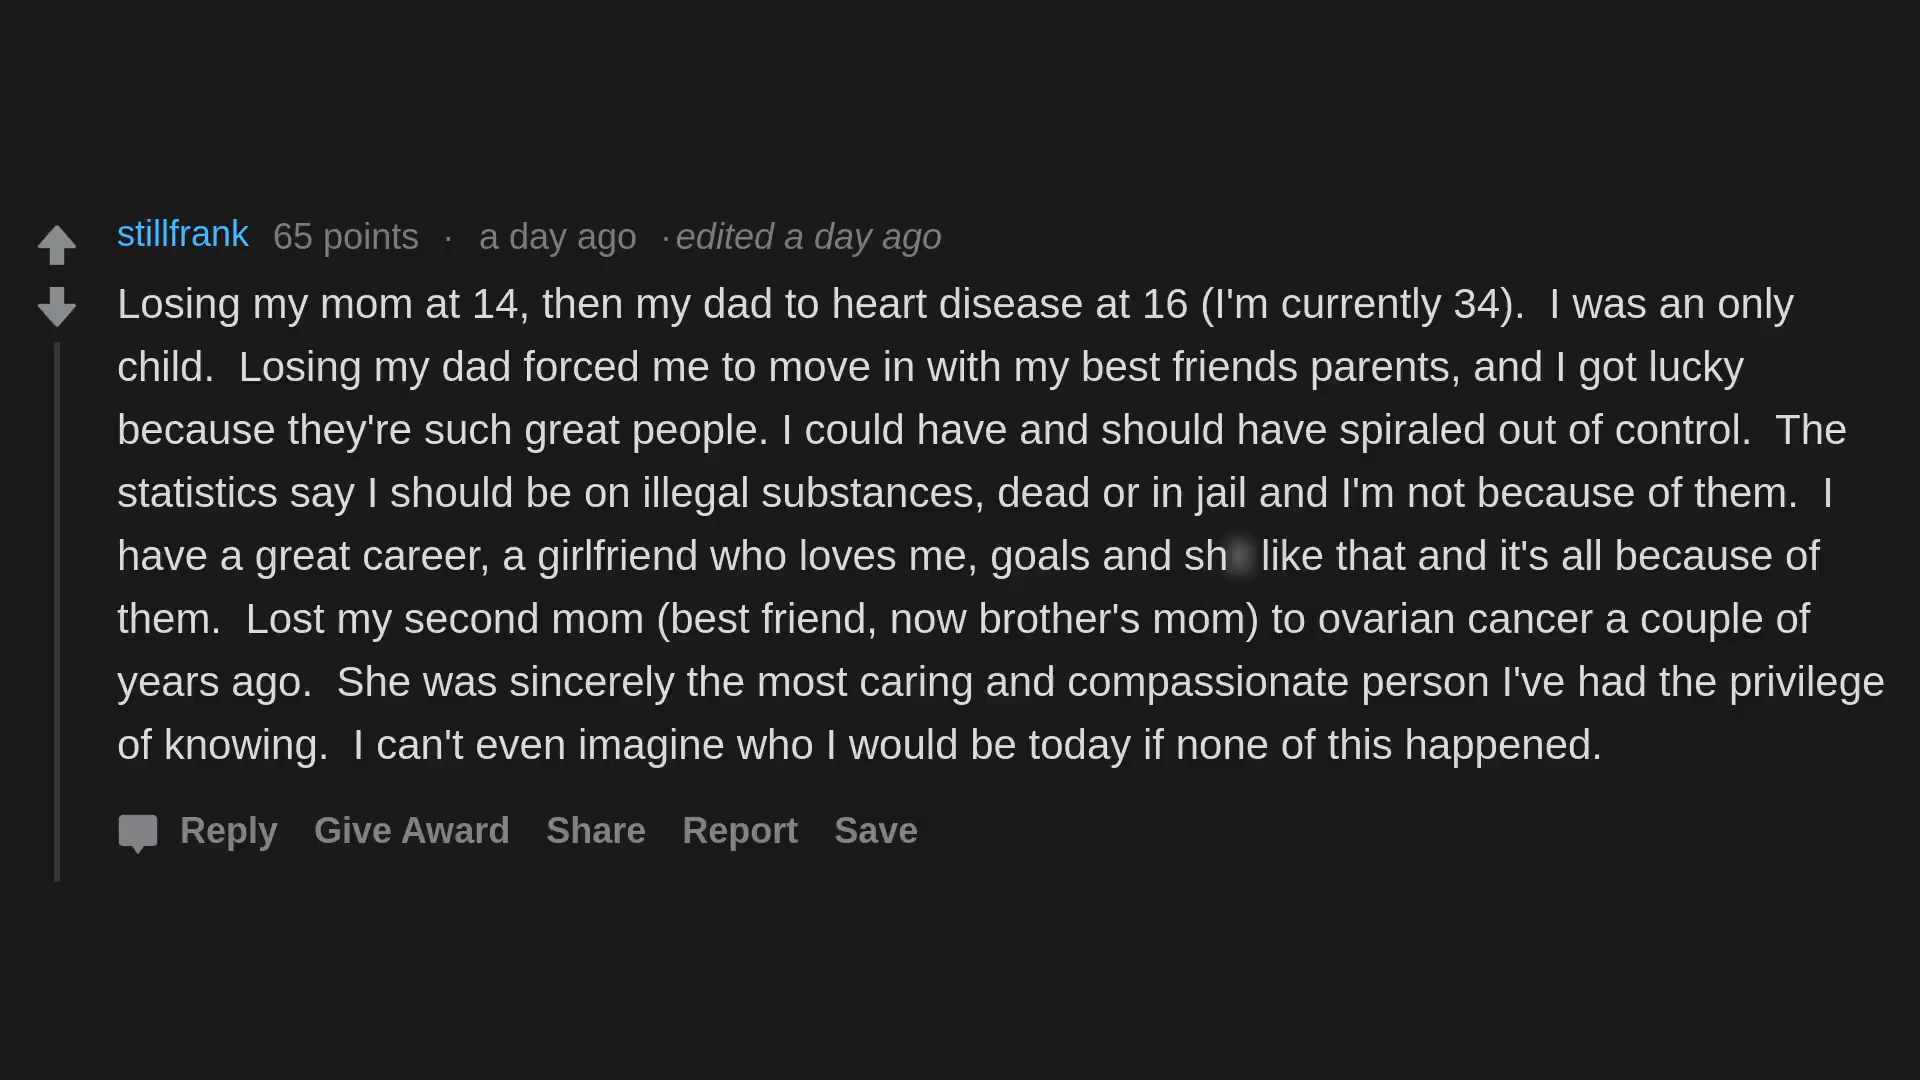 stillfrank 65 points · a day ago · edited a day ago
Losing my mom at 14, then my dad to heart disease at 16 (I'm currently 34).  I was an only
child.  Losing my dad forced me to move in with my best friends parents, and I got lucky
because they're such great people. I could have and should have spiraled out of control.  The
statistics say I should be on illegal substances, dead or in jail and I'm not because of them.  I
have a great career, a girlfriend who loves me, goals and sh like that and it's all because of
them.  Lost my second mom (best friend, now brother's mom) to ovarian cancer a couple of
years ago.  She was sincerely the most caring and compassionate person I've had the privilege
of knowing.  I can't even imagine who I would be today if none of this happened.
Reply Give Award Share Report Save